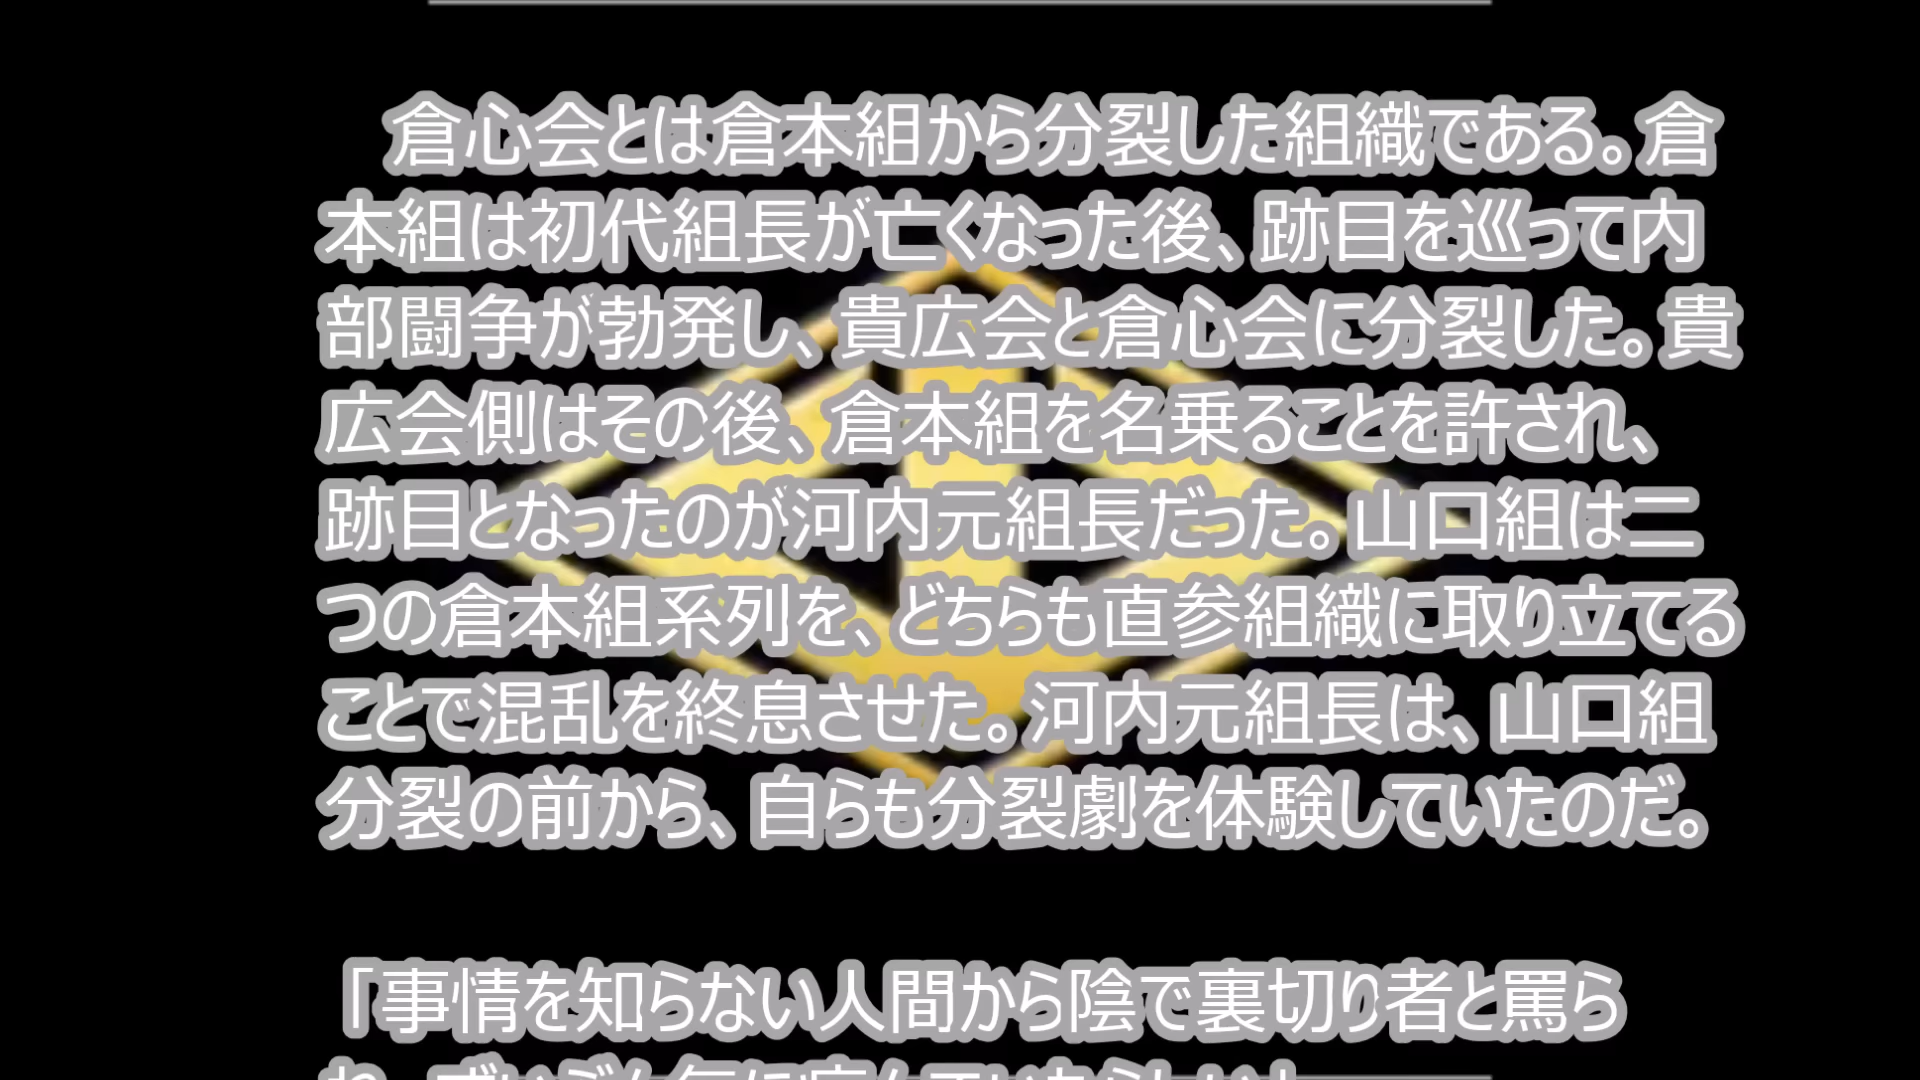 倉心会とは倉本組から分裂した組織である。倉
本組は初代組長が亡くなった後、跡目を巡って内
部闘争が勃発し、貴広会と倉心会に分裂した。貴
広会側はその後、倉本組を名乗ることを許され、
跡目となったのが河内元組長だった。山口組は二
つの倉本組系列を、どちらも直参組織に取り立てる
ことで混乱を終息させた。河内元組長は、山口組
分裂の前から、自らも分裂劇を体験していたのだ。
「事情を知らない人間から陰で裏切り者と罵ら